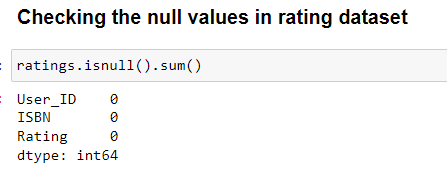 Checking the null values in rating dataset
: ratings.isnull().sum()
: User_ID    0
ISBN       0
Rating     0
dtype: int64